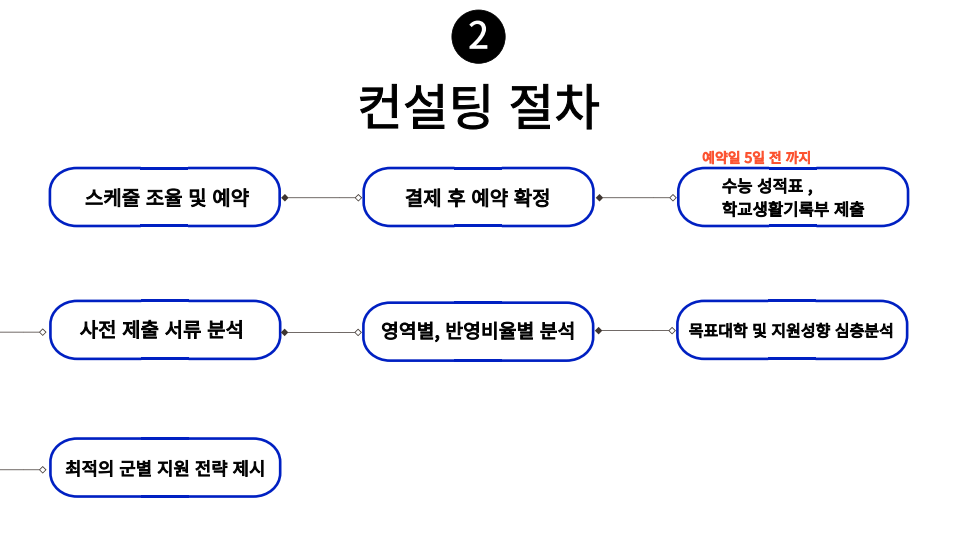 2
컨설팅 절차
스케줄 조율 및 예약
결제 후 예약 확정
예약일 5일 전 까지
수능 성적표 ,
학교생활기록부 제출
사전 제출 서류 분석
영역별, 반영비율별 분석
목표대학 및 지원성향 심층분석
최적의 군별 지원 전략 제시